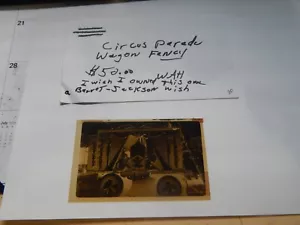 21
28
Circus Parade
Wagon Fancy
$50.00 WAH
I wish I owned this one
a Barrett-Jackson wish